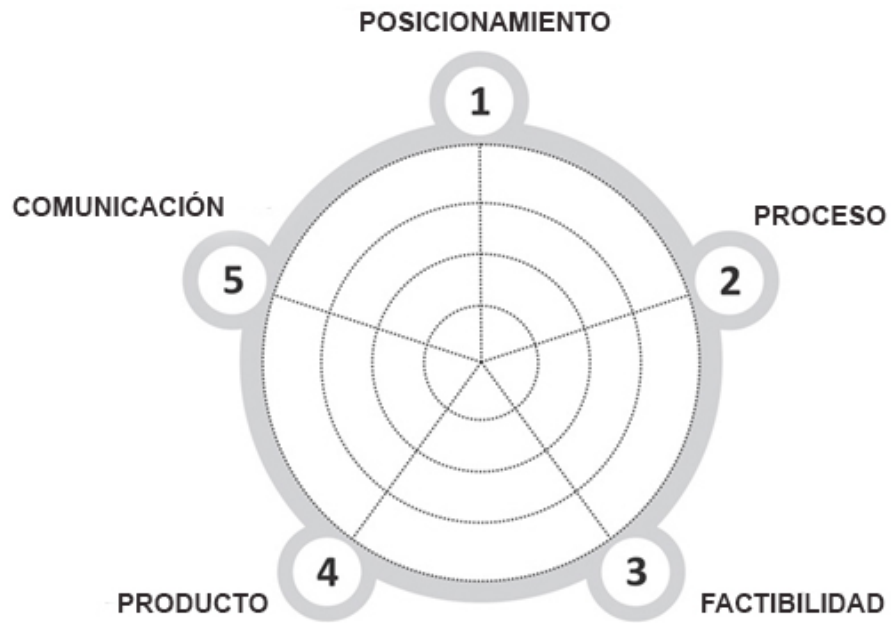 POSICIONAMIENTO
1
COMUNICACIÓN
PROCESO
5
2
4
3
PRODUCTO
FACTIBILIDAD